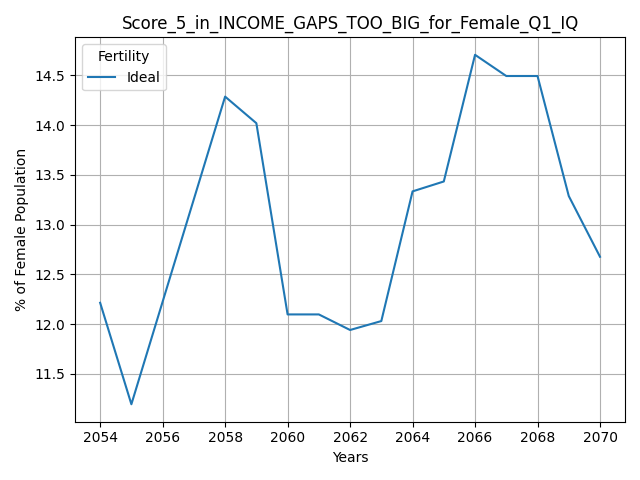 Score_5_in_INCOME_GAPS_TOO_BIG_for_Female_Q1_IQ
Fertility
Ideal
% of Female Population
14.5
14.0
13.5
13.0
12.5
12.0
11.5
2054 2056 2058 2060 2062 2064 2066 2068 2070
Years